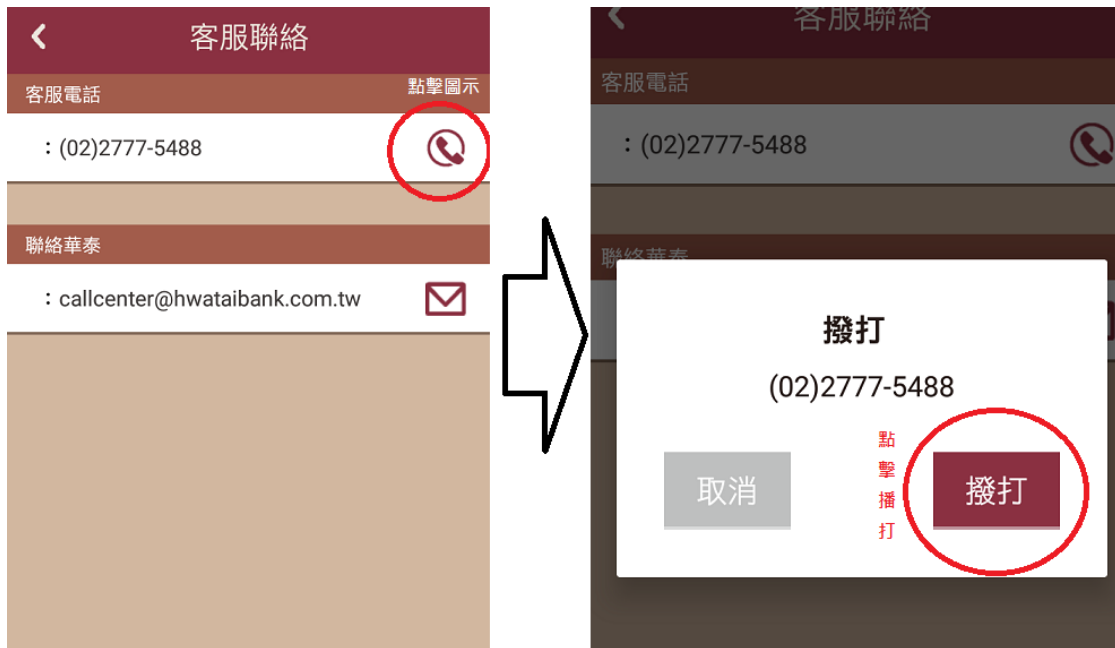 客服聯絡
客服電話
點擊圖示
：(02)2777-5488
聯絡華泰
：callcenter@hwataibank.com.tw
客服聯絡
客服電話
：(02)2777-5488
聯絡華泰
撥打
(02)2777-5488
點擊播打
取消
撥打